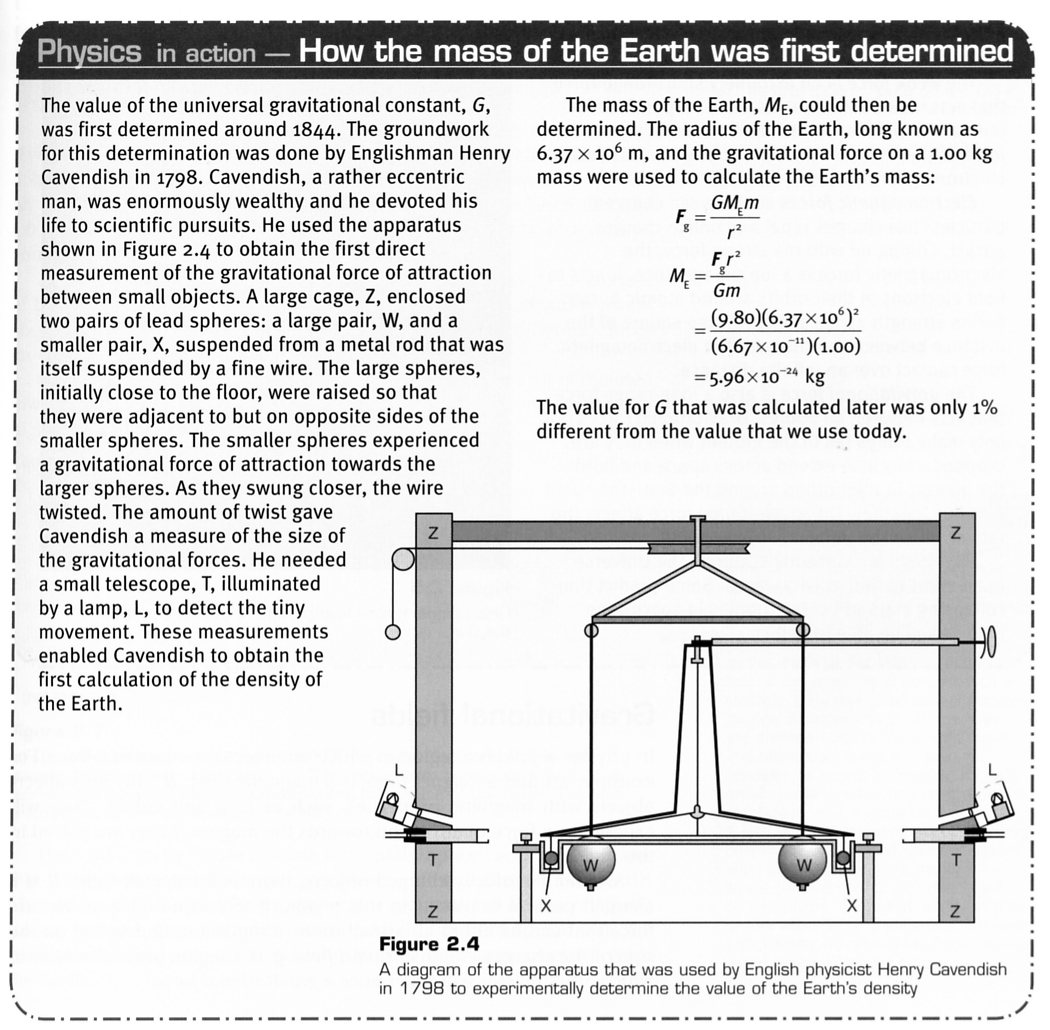 Physics in action — How the mass of the Earth was first determined
The value of the universal gravitational constant, G,
was first determined around 1844. The groundwork
for this determination was done by Englishman Henry
Cavendish in 1798. Cavendish, a rather eccentric
man, was enormously wealthy and he devoted his
life to scientific pursuits. He used the apparatus
shown in Figure 2.4 to obtain the first direct
measurement of the gravitational force of attraction
between small objects. A large cage, Z, enclosed
two pairs of lead spheres: a large pair, W, and a
smaller pair, X, suspended from a metal rod that was
itself suspended by a fine wire. The large spheres,
initially close to the floor, were raised so that
they were adjacent to but on opposite sides of the
smaller spheres. The smaller spheres experienced
a gravitational force of attraction towards the
larger spheres. As they swung closer, the wire
twisted. The amount of twist gave
Cavendish a measure of the size of
the gravitational forces. He needed
a small telescope, T, illuminated
by a lamp, L, to detect the tiny
movement. These measurements
enabled Cavendish to obtain the
first calculation of the density of
the Earth.
The mass of the Earth, M_E, could then be
determined. The radius of the Earth, long known as
6.37 × 10⁶ m, and the gravitational force on a 1.00 kg
mass were used to calculate the Earth's mass:
F_g = GM_E m / r²
M_E = F_g r² / Gm
= (9.80)(6.37×10⁶)² / (6.67×10⁻¹¹)(1.00)
= 5.96×10⁻²⁴ kg
The value for G that was calculated later was only 1%
different from the value that we use today.
Z Z
L L
T W W T
Z X X Z
Figure 2.4
A diagram of the apparatus that was used by English physicist Henry Cavendish
in 1798 to experimentally determine the value of the Earth's density